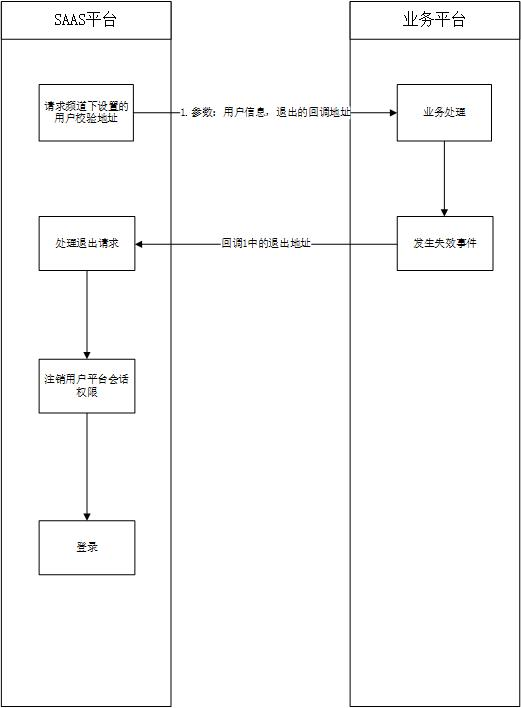 SAAS平台
业务平台
请求频道下设置的
用户校验地址
1.参数：用户信息，退出的回调地址
业务处理
处理退出请求
回调1中的退出地址
发生失效事件
注销用户平台会话
权限
登录